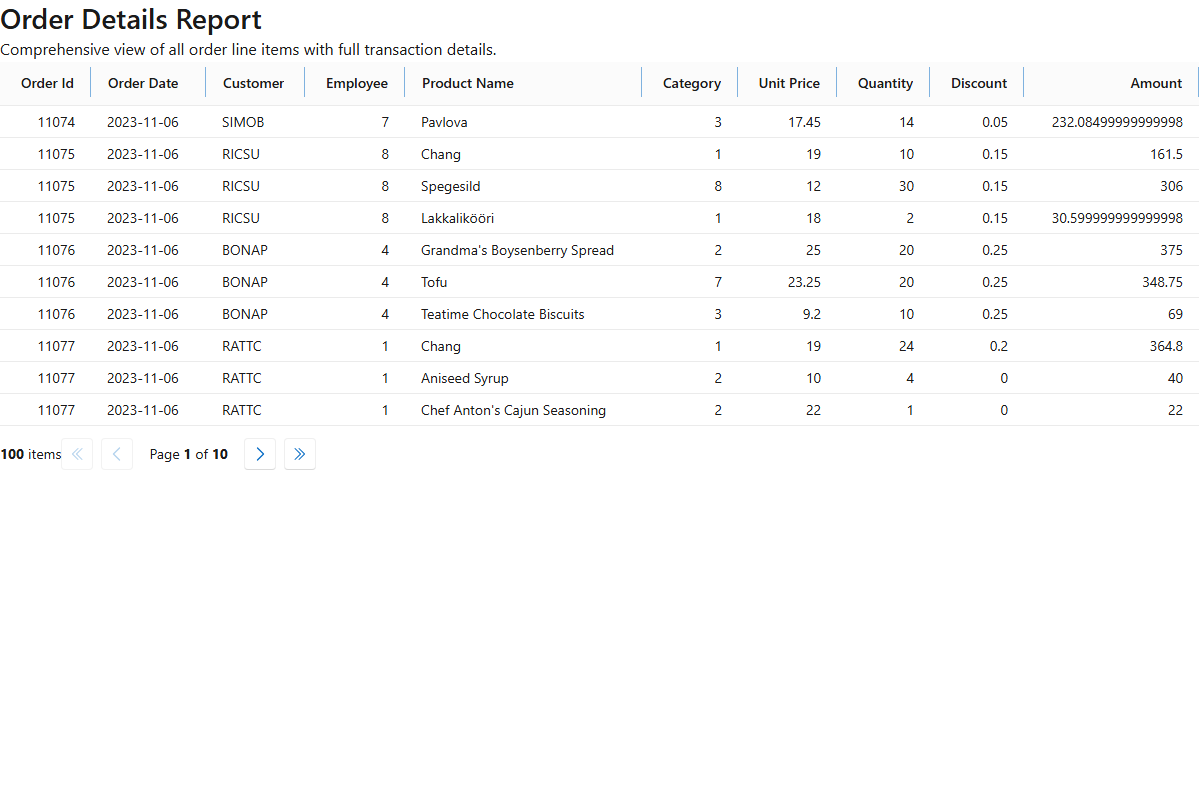 Order Details Report
Comprehensive view of all order line items with full transaction details.
Order Id Order Date Customer Employee Product Name Category Unit Price Quantity Discount Amount
11074 2023-11-06 SIMOB 7 Pavlova 3 17.45 14 0.05 232.08499999999998
11075 2023-11-06 RICSU 8 Chang 1 19 10 0.15 161.5
11075 2023-11-06 RICSU 8 Spegesild 8 12 30 0.15 306
11075 2023-11-06 RICSU 8 Lakkalikööri 1 18 2 0.15 30.599999999999998
11076 2023-11-06 BONAP 4 Grandma's Boysenberry Spread 2 25 20 0.25 375
11076 2023-11-06 BONAP 4 Tofu 7 23.25 20 0.25 348.75
11076 2023-11-06 BONAP 4 Teatime Chocolate Biscuits 3 9.2 10 0.25 69
11077 2023-11-06 RATTC 1 Chang 1 19 24 0.2 364.8
11077 2023-11-06 RATTC 1 Aniseed Syrup 2 10 4 0 40
11077 2023-11-06 RATTC 1 Chef Anton's Cajun Seasoning 2 22 1 0 22
100 items Page 1 of 10